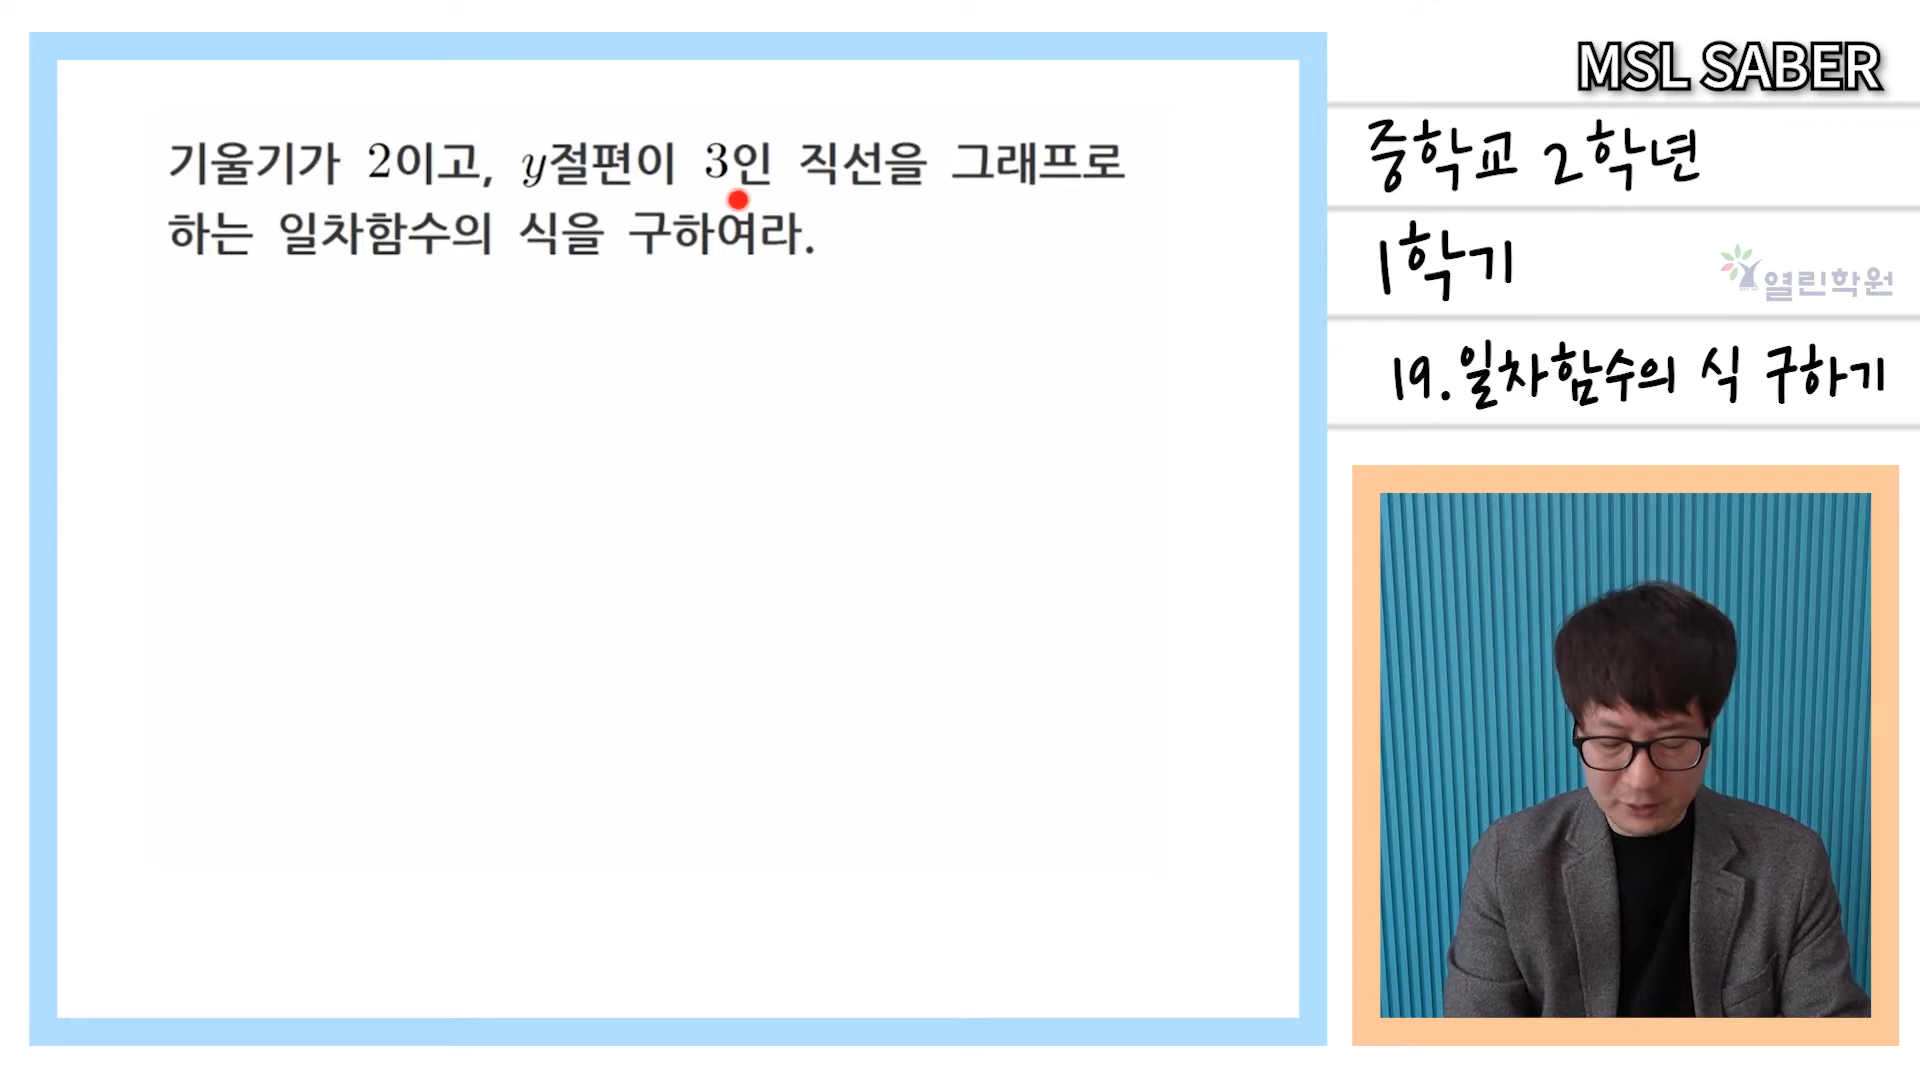 기울기가 2이고, y절편이 3인 직선을 그래프로
하는 일차함수의 식을 구하여라.
MSL SABER
중학교 2학년
1학기
열린학원
19. 일차함수의 식 구하기